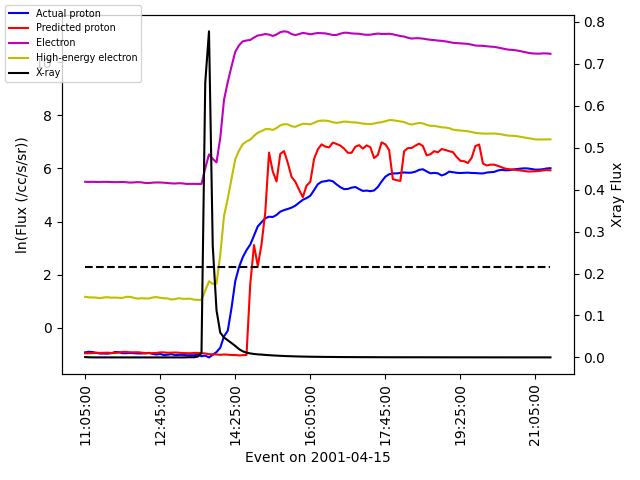 Actual proton
Predicted proton
Electron
High-energy electron
X-ray
ln(Flux (/cc/s/sr))
8
6
4
2
0
0.8
0.7
0.6
0.5
0.4
0.3
0.2
0.1
0.0
Xray Flux
11:05:00
12:45:00
14:25:00
16:05:00
17:45:00
19:25:00
21:05:00
Event on 2001-04-15